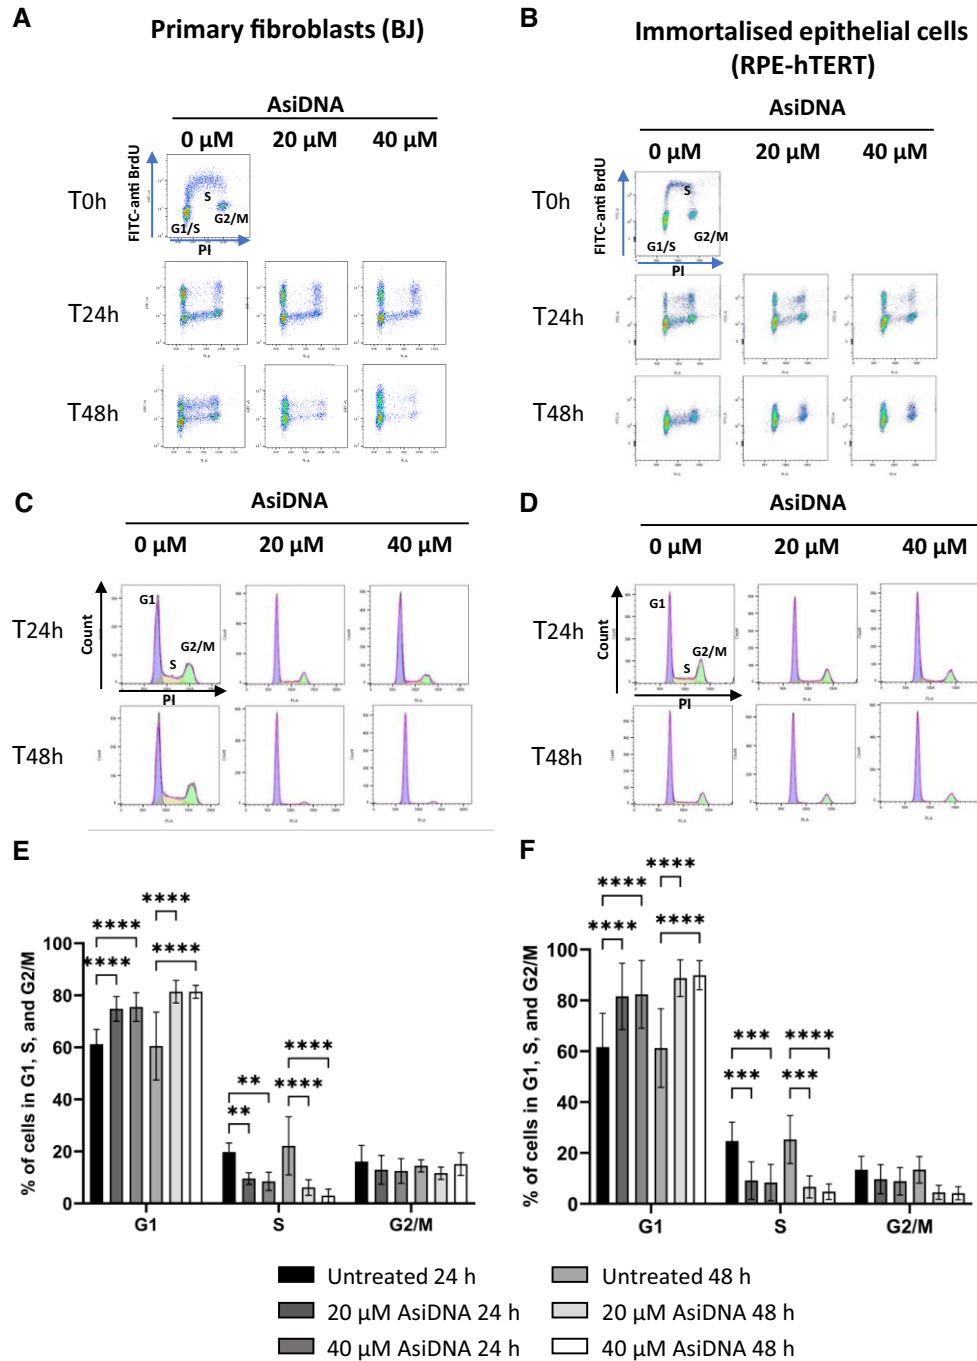 A
Primary fibroblasts (BJ)
AsiDNA
0 µM
20 µM
40 µM
T0h
FITC-anti BrdU
S
G1/S
G2/M
PI
T24h
T48h
B
Immortalised epithelial cells
(RPE-hTERT)
AsiDNA
0 µM
20 µM
40 µM
T0h
FITC-anti BrdU
S
G1/S
G2/M
PI
T24h
T48h
C
AsiDNA
0 µM
20 µM
40 µM
T24h
Count
G1
S
G2/M
PI
T48h
D
AsiDNA
0 µM
20 µM
40 µM
T24h
Count
G1
S
G2/M
PI
T48h
E
% of cells in G1, S, and G2/M
100
80
60
40
20
0
****
****
****
****
**
**
****
****
G1
S
G2/M
F
% of cells in G1, S, and G2/M
100
80
60
40
20
0
****
****
****
****
***
***
****
***
G1
S
G2/M
Untreated 24 h
20 µM AsiDNA 24 h
40 µM AsiDNA 24 h
Untreated 48 h
20 µM AsiDNA 48 h
40 µM AsiDNA 48 h